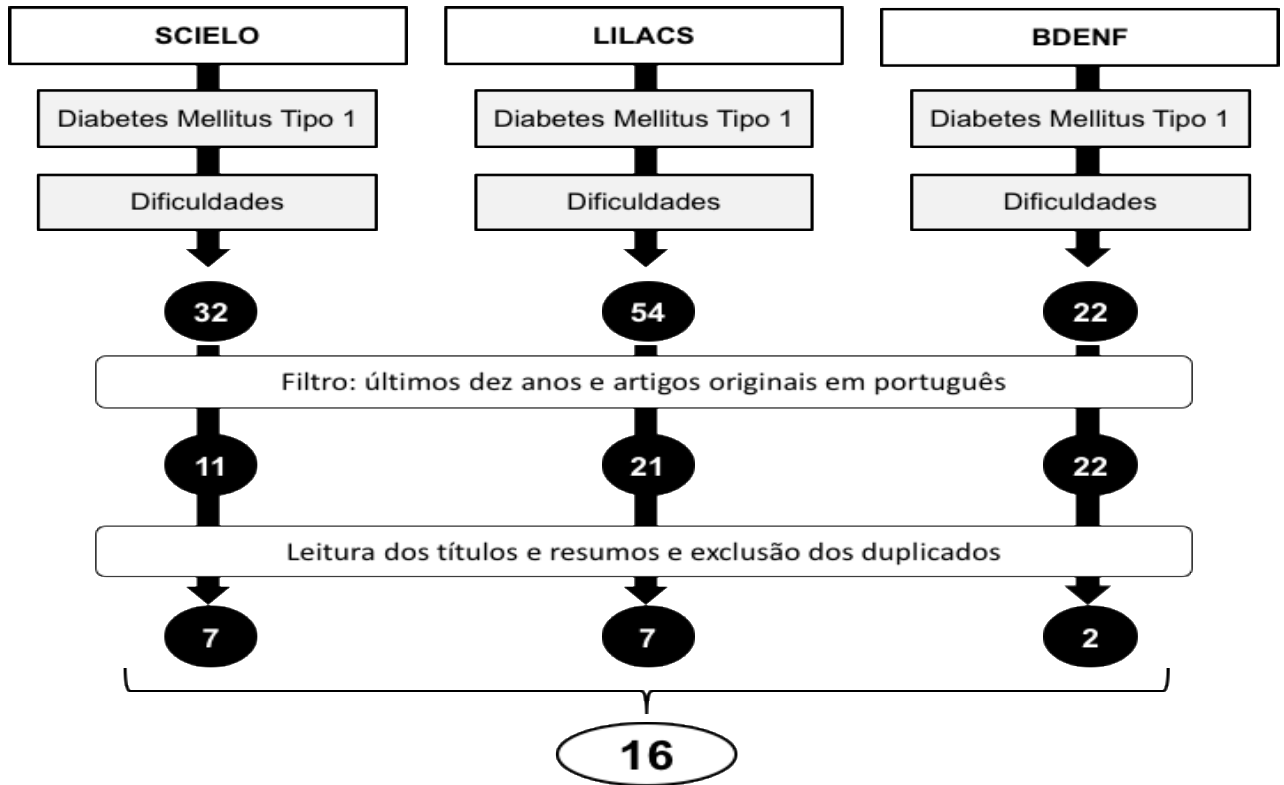 SCIELO
LILACS
BDENF
Diabetes Mellitus Tipo 1
Diabetes Mellitus Tipo 1
Diabetes Mellitus Tipo 1
Dificuldades
Dificuldades
Dificuldades
32
54
22
Filtro: últimos dez anos e artigos originais em português
11
21
22
Leitura dos títulos e resumos e exclusão dos duplicados
7
7
2
16